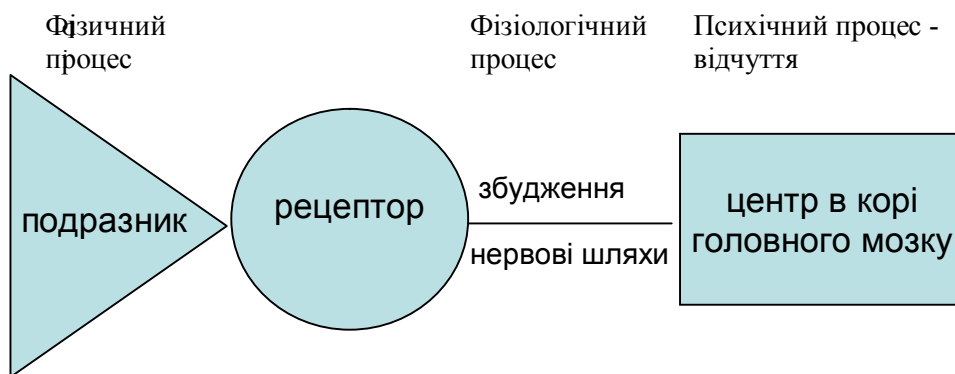 Фізичний
процес
Фізіологічний
процес
Психічний процес -
відчуття
подразник
рецептор
збудження
нервові шляхи
центр в корі
головного мозку